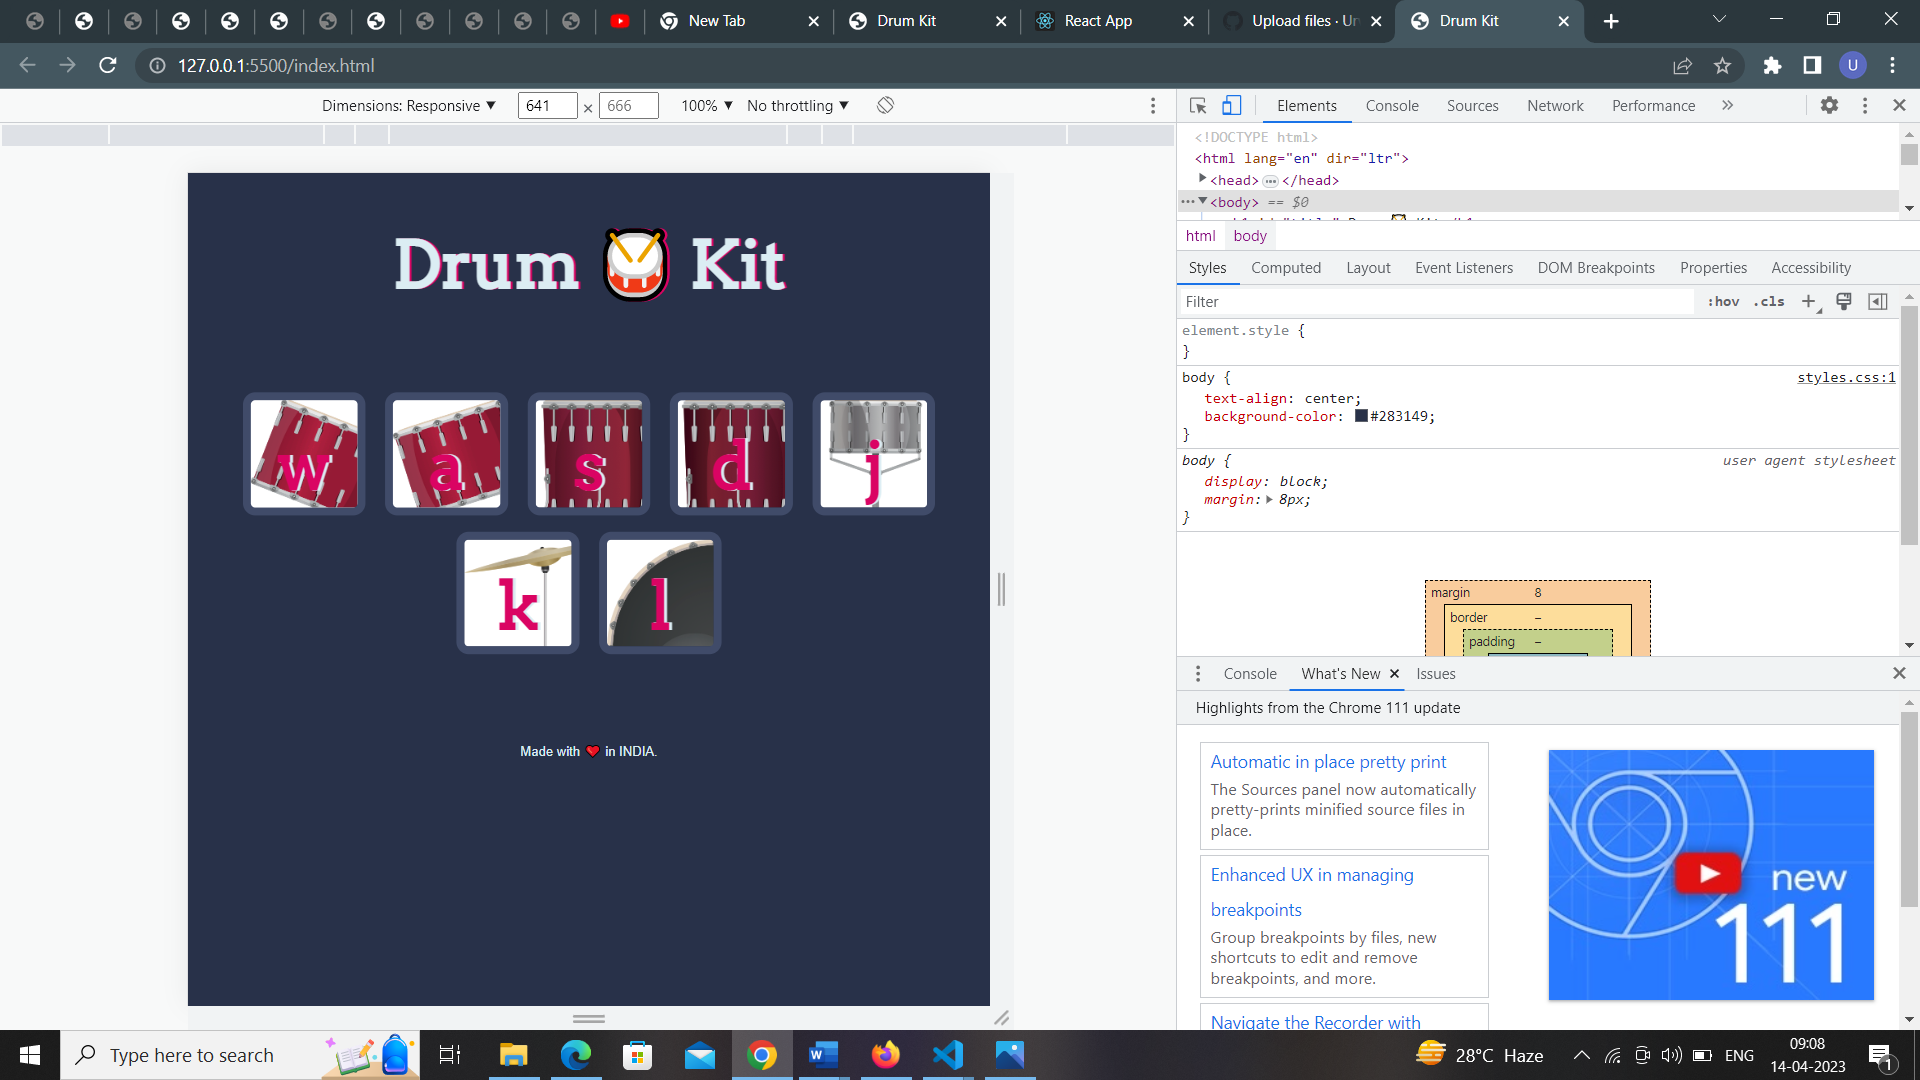 New Tab
Drum Kit
React App
Upload files · Ur
Drum Kit
127.0.0.1:5500/index.html
U
Dimensions: Responsive ▼ 641 × 666 100% ▼ No throttling ▼
Drum 🥁 Kit
w a s d j
k l
Made with ❤ in INDIA.
Elements Console Sources Network Performance »
<!DOCTYPE html>
<html lang="en" dir="ltr">
<head> ⋯ </head>
<body> == $0
html body
Styles Computed Layout Event Listeners DOM Breakpoints Properties Accessibility
Filter :hov .cls +
element.style {
}
body { styles.css:1
text-align: center;
background-color: #283149;
}
body { user agent stylesheet
display: block;
margin: 8px;
}
margin 8
border –
padding –
Console What's New Issues
Highlights from the Chrome 111 update
Automatic in place pretty print
The Sources panel now automatically
pretty-prints minified source files in
place.
Enhanced UX in managing
breakpoints
Group breakpoints by files, new
shortcuts to edit and remove
breakpoints, and more.
Navigate the Recorder with
new
111
Type here to search
28°C Haze
ENG
09:08
14-04-2023
1